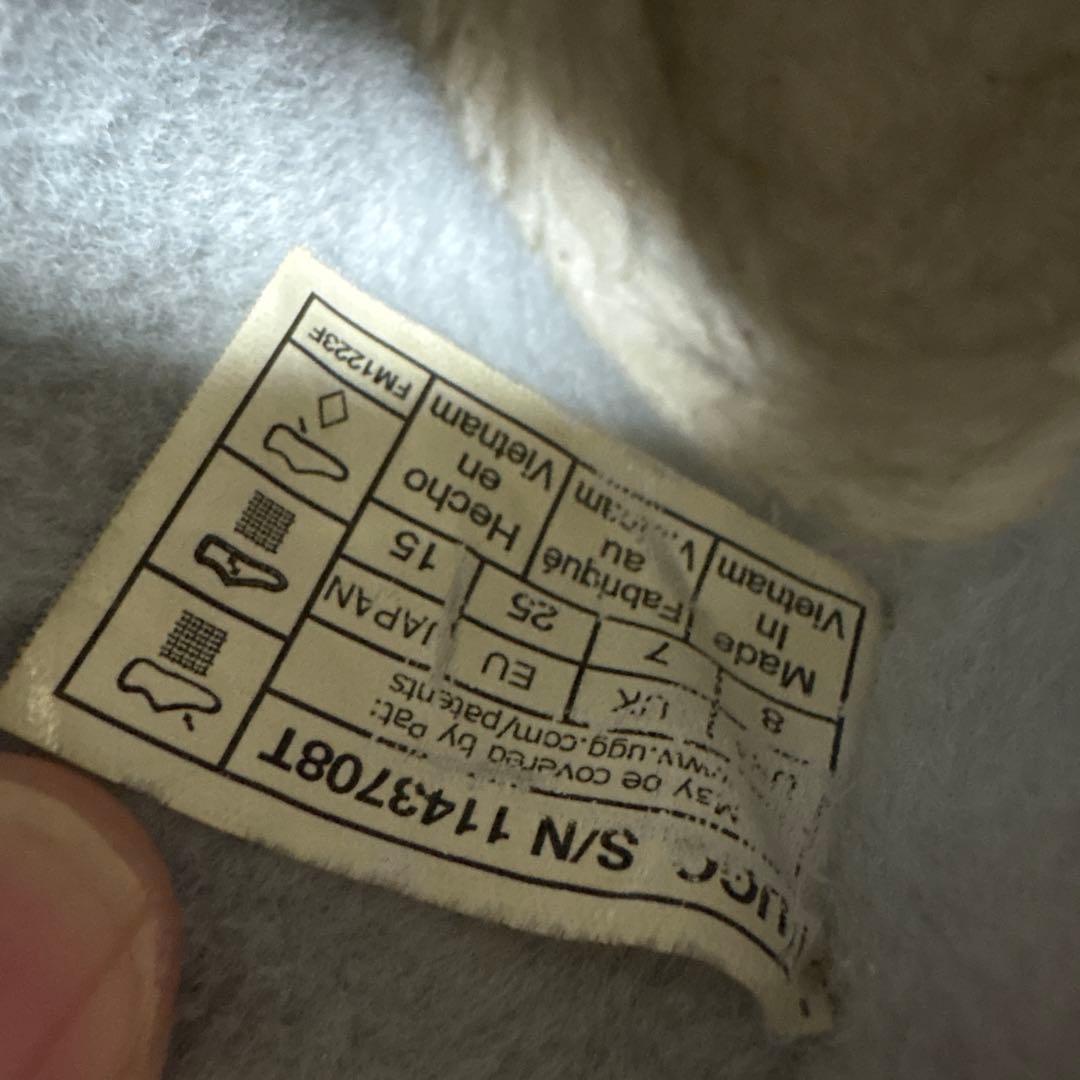 UGG S/N 1143708T
May be covered by Pat:
www.ugg.com/patents
UK EU JAPAN
8 7 25 15
Made
In
Vietnam
Fabriqué
au
Vietnam
Hecho
en
Vietnam
FM1223F